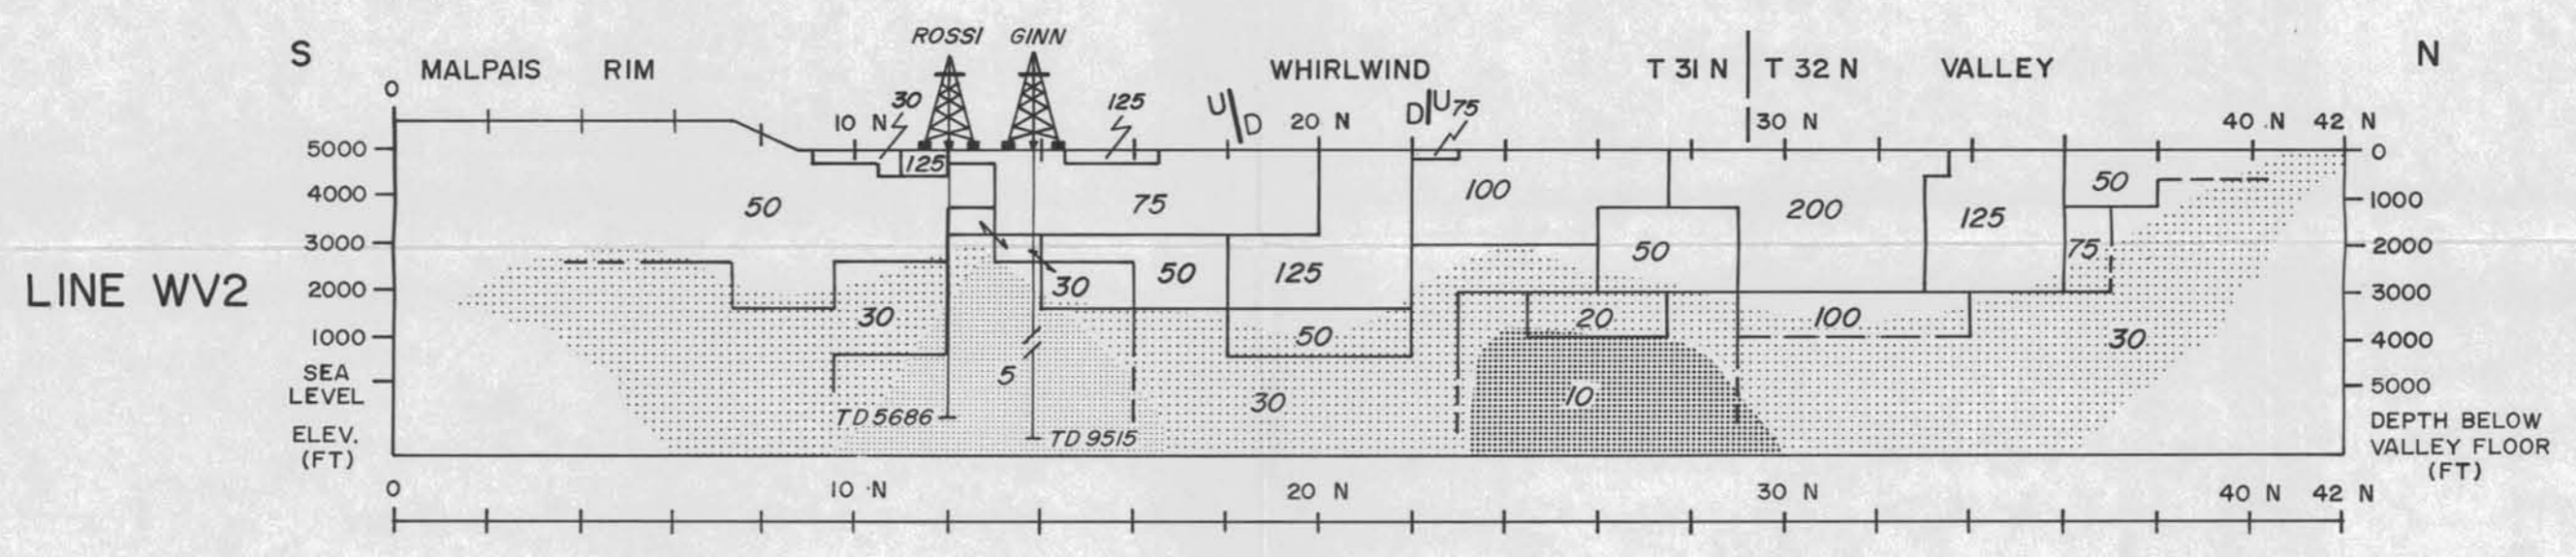 ROSSI GINN
S MALPAIS RIM WHIRLWIND T 31 N T 32 N VALLEY N
0 30 125 U/D D/U 75
10 N 20 N 30 N 40 N 42 N
5000 125 0
4000 50 75 100 200 125 50 1000
3000 50 75 2000
LINE WV2 2000 30 50 125 3000
1000 30 50 20 100 30 4000
SEA
LEVEL 5 30 10 5000
TD 5686
TD 9515
ELEV.
(FT)
DEPTH BELOW
VALLEY FLOOR
(FT)
0 10 N 20 N 30 N 40 N 42 N